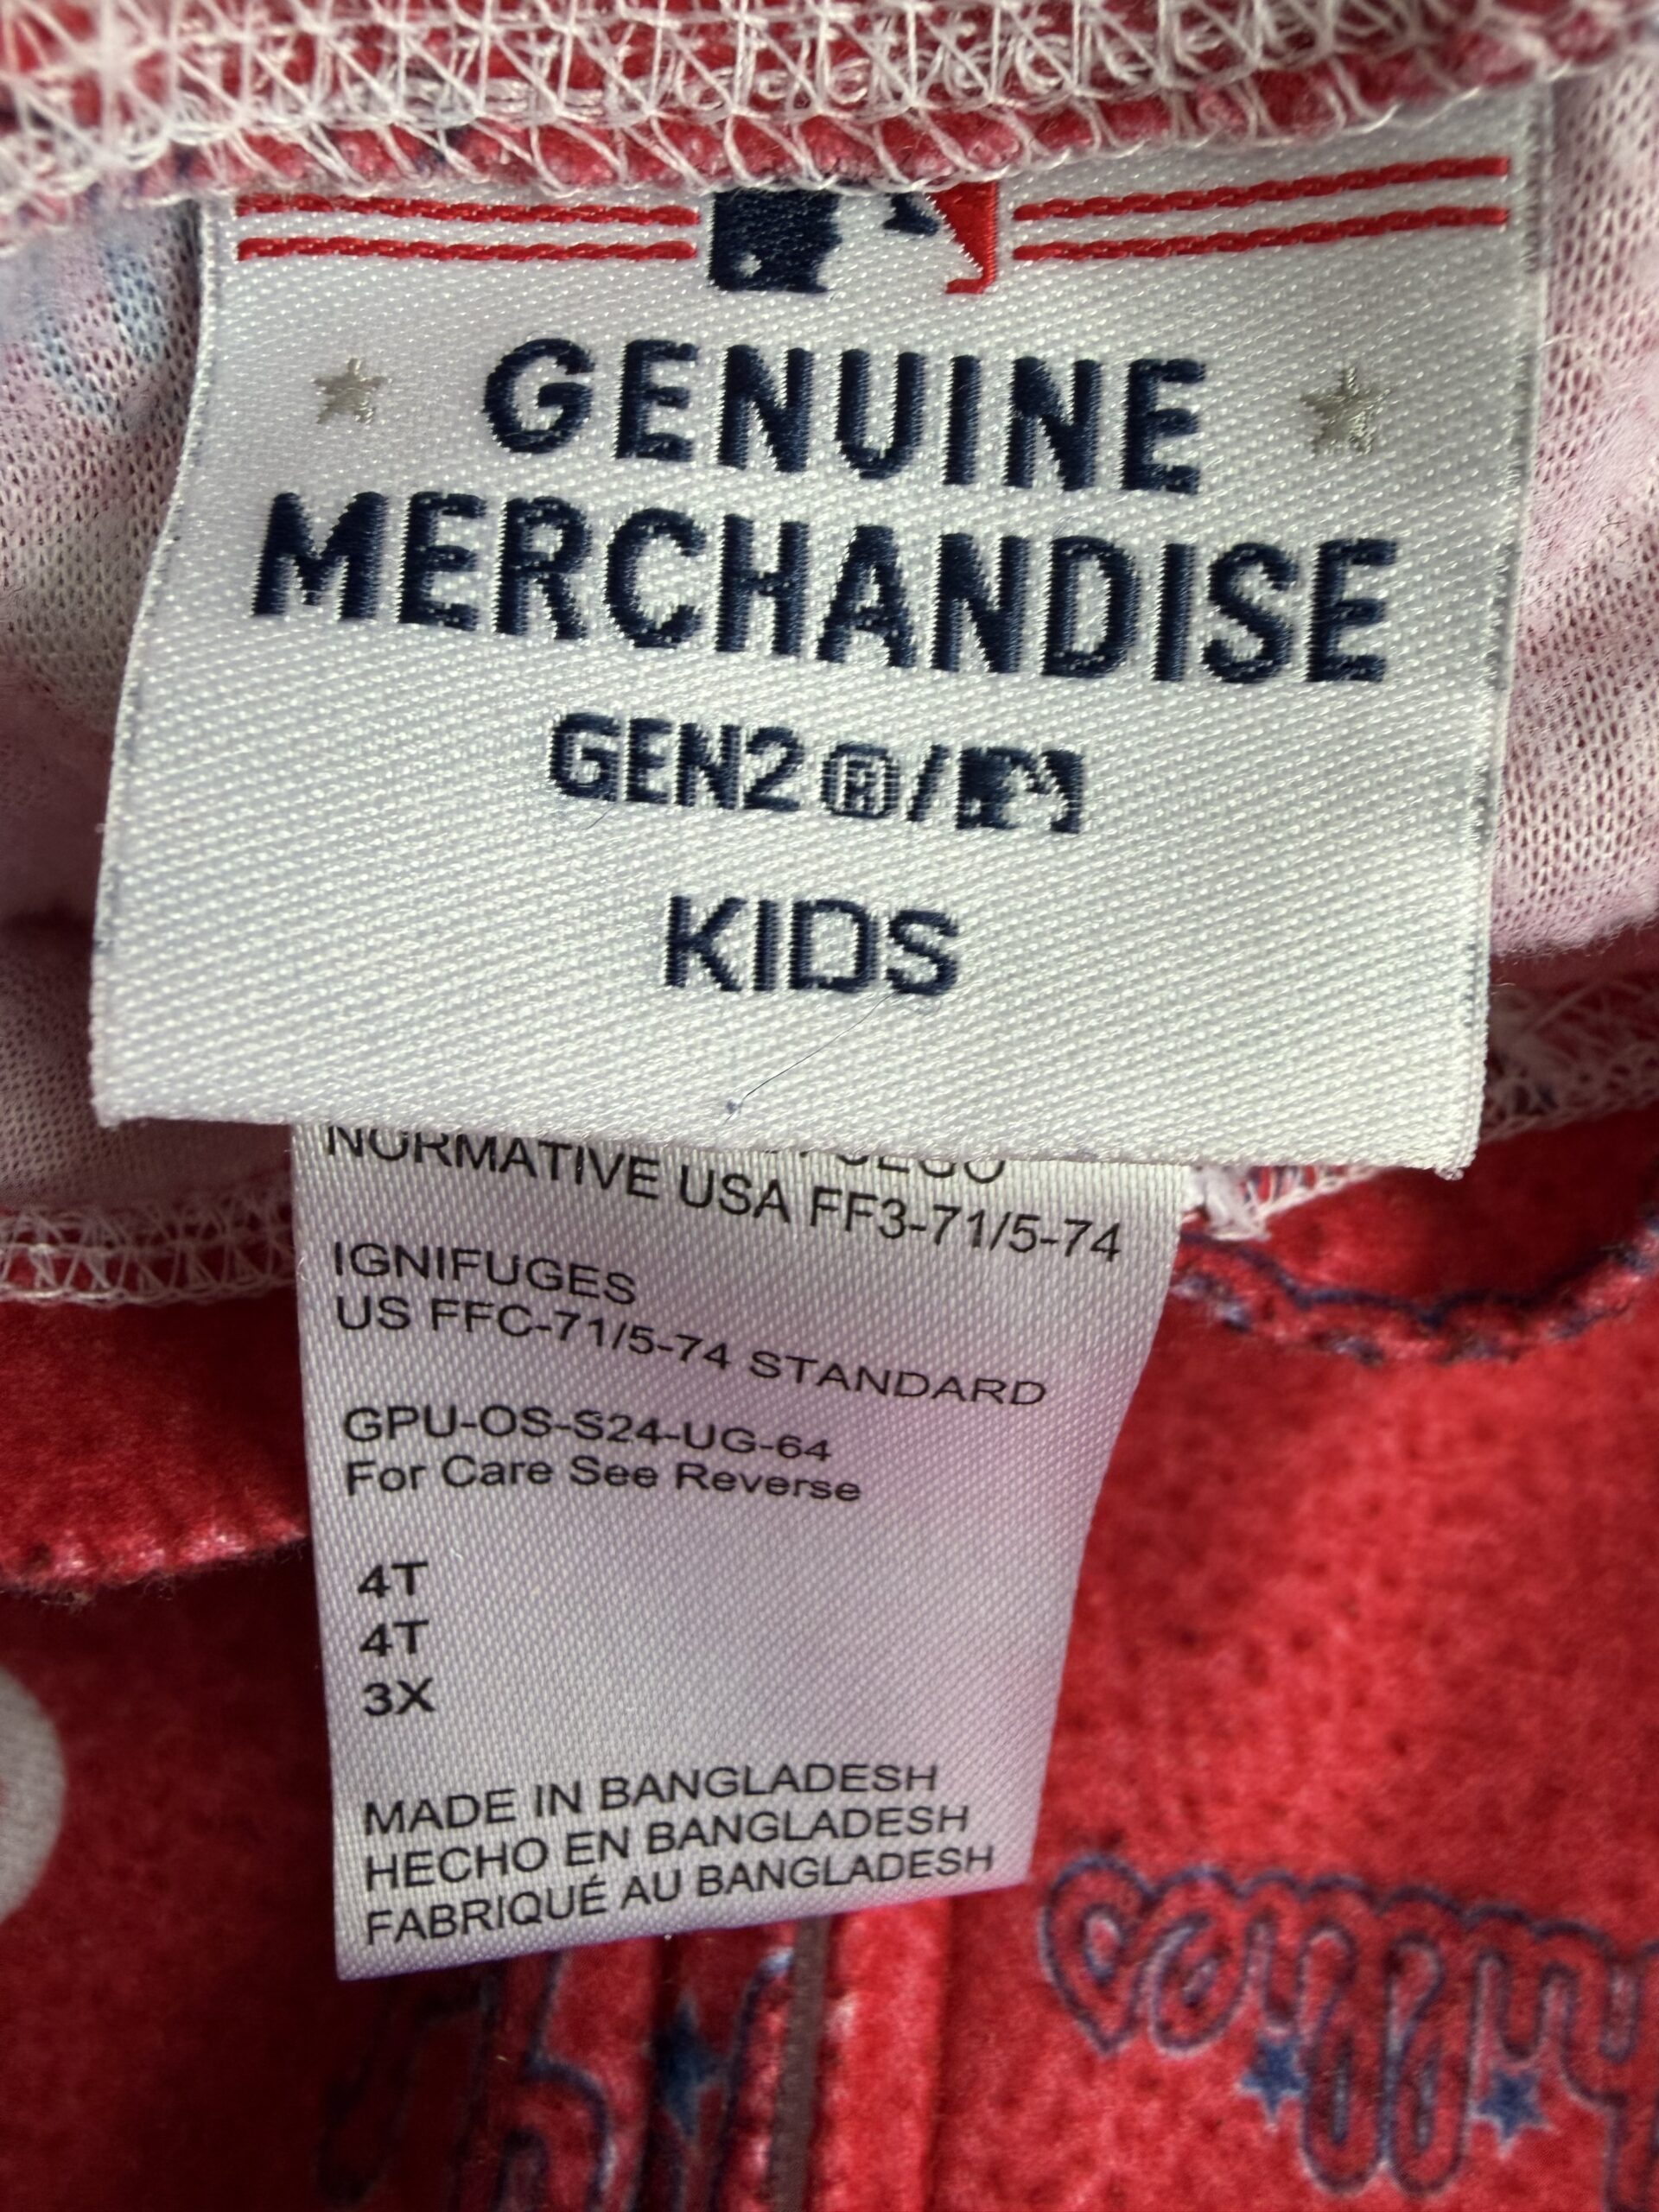 GENUINE
MERCHANDISE
GEN2®/
KIDS
NORMATIVE USA FF3-71/5-74
IGNIFUGES
US FFC-71/5-74 STANDARD
GPU-OS-S24-UG-64
For Care See Reverse
4T
4T
3X
MADE IN BANGLADESH
HECHO EN BANGLADESH
FABRIQUÉ AU BANGLADESH